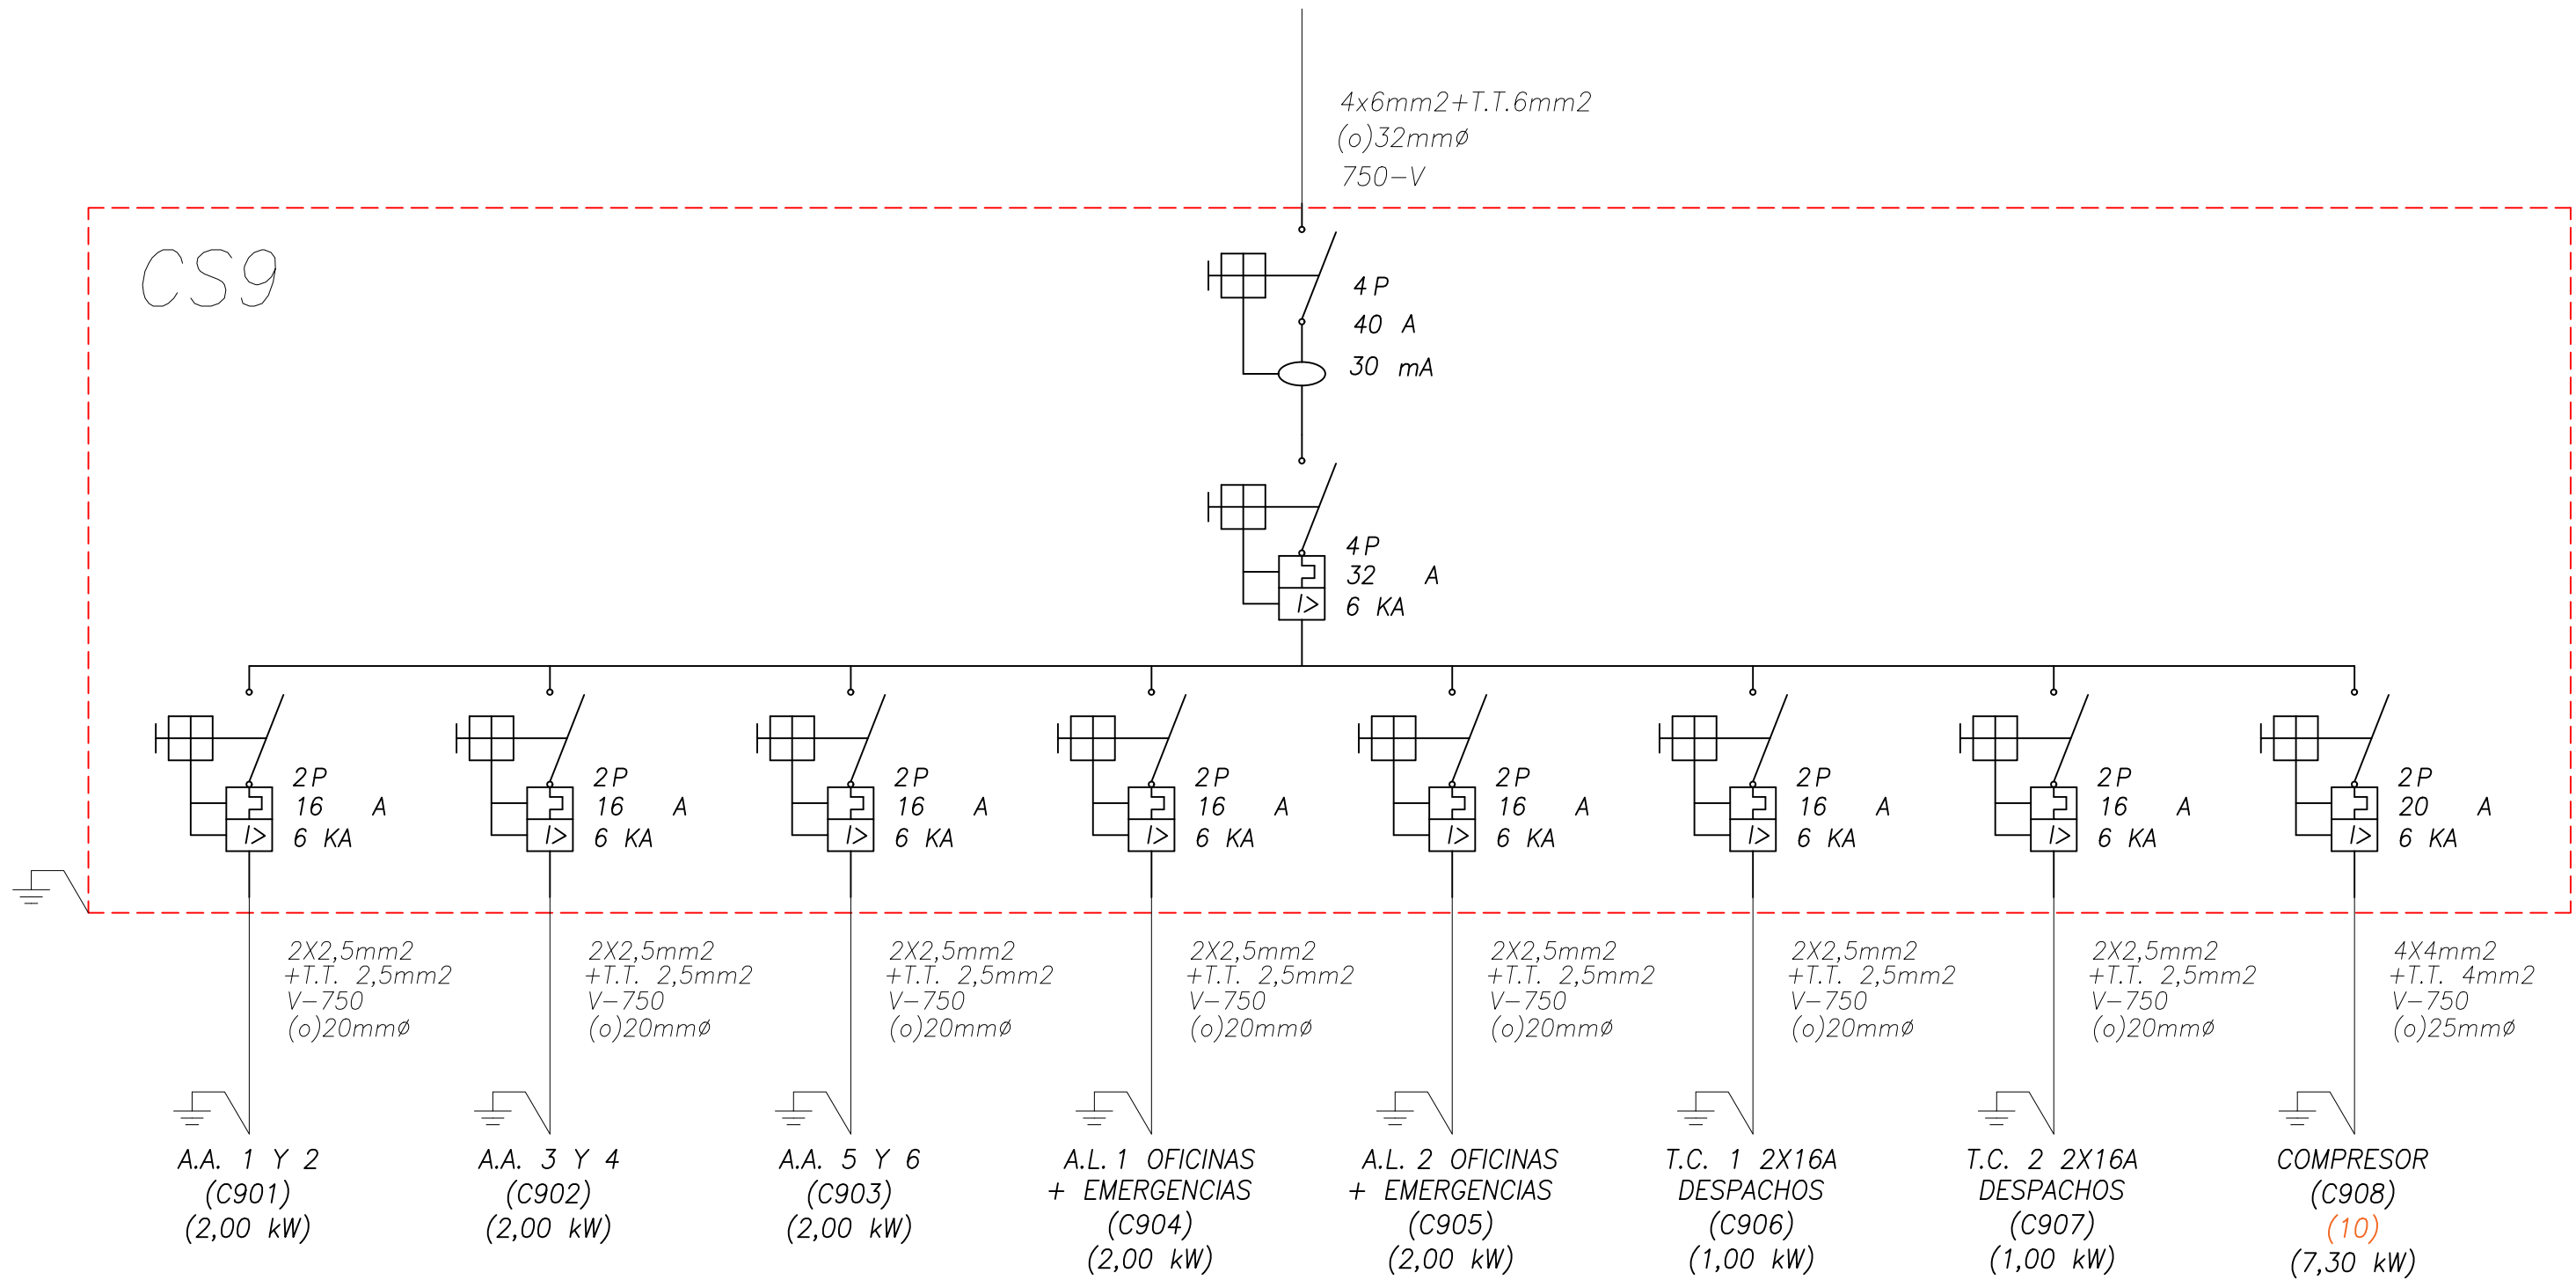 4x6mm2+T.T.6mm2
(o)32mmø
750-V
CS9
4P
40 A
30 mA
4P
32 A
I> 6 KA
2P
16 A
I> 6 KA
2P
16 A
I> 6 KA
2P
16 A
I> 6 KA
2P
16 A
I> 6 KA
2P
16 A
I> 6 KA
2P
16 A
I> 6 KA
2P
16 A
I> 6 KA
2P
20 A
I> 6 KA
2X2,5mm2
+T.T. 2,5mm2
V-750
(o)20mmø
2X2,5mm2
+T.T. 2,5mm2
V-750
(o)20mmø
2X2,5mm2
+T.T. 2,5mm2
V-750
(o)20mmø
2X2,5mm2
+T.T. 2,5mm2
V-750
(o)20mmø
2X2,5mm2
+T.T. 2,5mm2
V-750
(o)20mmø
2X2,5mm2
+T.T. 2,5mm2
V-750
(o)20mmø
2X2,5mm2
+T.T. 2,5mm2
V-750
(o)20mmø
4X4mm2
+T.T. 4mm2
V-750
(o)25mmø
A.A. 1 Y 2
(C901)
(2,00 kW)
A.A. 3 Y 4
(C902)
(2,00 kW)
A.A. 5 Y 6
(C903)
(2,00 kW)
A.L. 1 OFICINAS
+ EMERGENCIAS
(C904)
(2,00 kW)
A.L. 2 OFICINAS
+ EMERGENCIAS
(C905)
(2,00 kW)
T.C. 1 2X16A
DESPACHOS
(C906)
(1,00 kW)
T.C. 2 2X16A
DESPACHOS
(C907)
(1,00 kW)
COMPRESOR
(C908)
(10)
(7,30 kW)